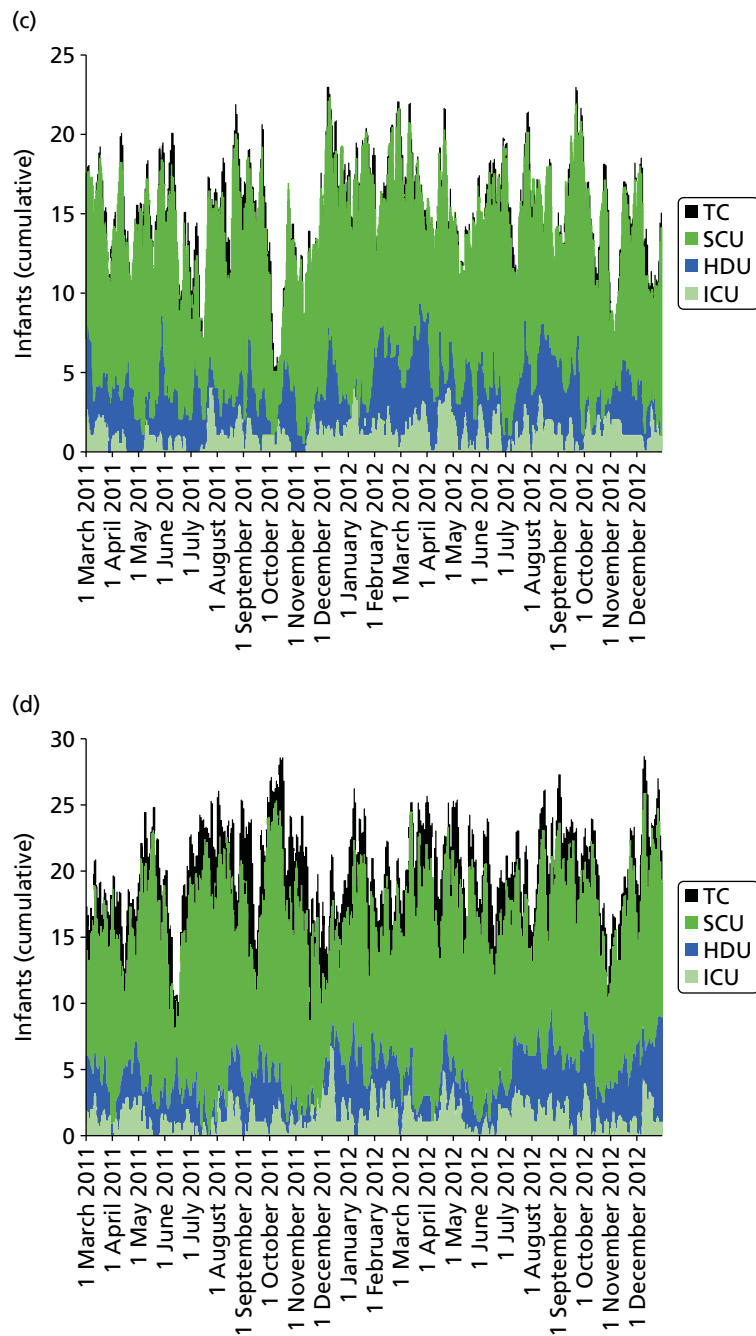 (c)
25
20
15
10
5
0
Infants (cumulative)
TC
SCU
HDU
ICU
1 March 2011
1 April 2011
1 May 2011
1 June 2011
1 July 2011
1 August 2011
1 September 2011
1 October 2011
1 November 2011
1 December 2011
1 January 2012
1 February 2012
1 March 2012
1 April 2012
1 May 2012
1 June 2012
1 July 2012
1 August 2012
1 September 2012
1 October 2012
1 November 2012
1 December 2012
(d)
30
25
20
15
10
5
0
Infants (cumulative)
TC
SCU
HDU
ICU
1 March 2011
1 April 2011
1 May 2011
1 June 2011
1 July 2011
1 August 2011
1 September 2011
1 October 2011
1 November 2011
1 December 2011
1 January 2012
1 February 2012
1 March 2012
1 April 2012
1 May 2012
1 June 2012
1 July 2012
1 August 2012
1 September 2012
1 October 2012
1 November 2012
1 December 2012